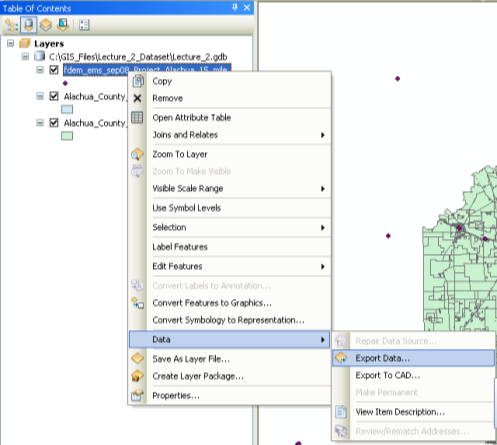 Table Of Contents
Layers
C:\GIS_Files\Lecture_2_Dataset\Lecture_2.gdb
fdem_ems_sep08_Project_Alachua_15_mile
Alachua_County_
Alachua_County_
Copy
Remove
Open Attribute Table
Joins and Relates
Zoom To Layer
Zoom To Make Visible
Visible Scale Range
Use Symbol Levels
Selection
Label Features
Edit Features
Convert Labels to Annotation...
Convert Features to Graphics...
Convert Symbology to Representation...
Data
Save As Layer File...
Create Layer Package...
Properties...
Repair Data Source...
Export Data...
Export To CAD...
Make Permanent
View Item Description...
Review/Rematch Addresses...